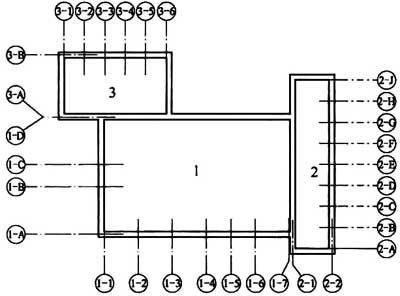 3-1 3-2 3-3 3-4 3-5 3-6
3-B
3-A
1-D
1-C
1-B
1-A
3
1
2
2-J
2-H
2-G
2-F
2-E
2-D
2-C
2-B
2-A
1-1 1-2 1-3 1-4 1-5 1-6 1-7 2-1 2-2